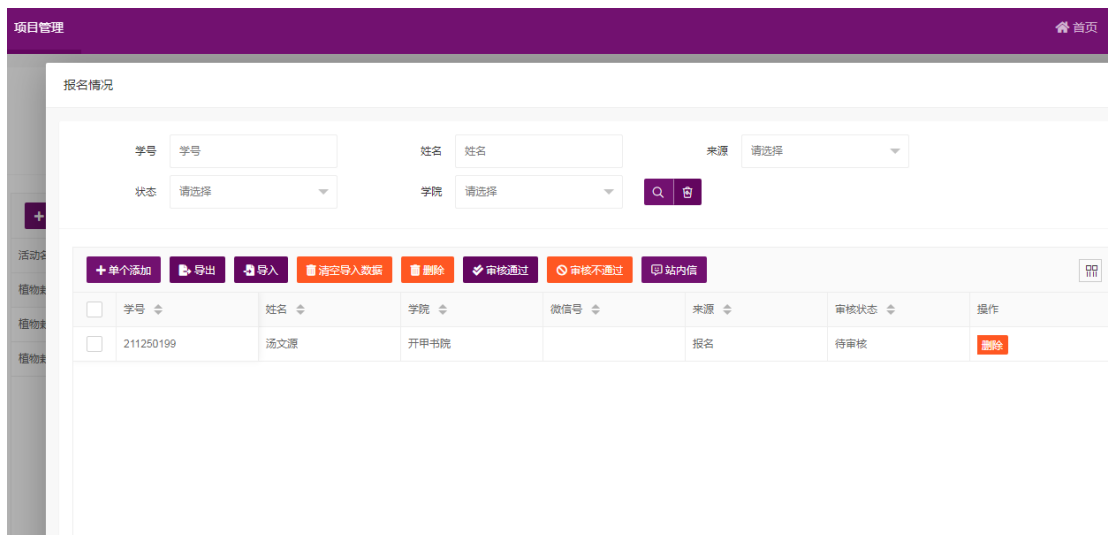 项目管理 首页
报名情况
学号 学号 姓名 姓名 来源 请选择
状态 请选择 学院 请选择
单个添加 导出 导入 清空导入数据 删除 审核通过 审核不通过 站内信
活动名
学号 姓名 学院 微信号 来源 审核状态 操作
植物
211250199 汤文源 开甲书院 报名 待审核 删除
植物
植物